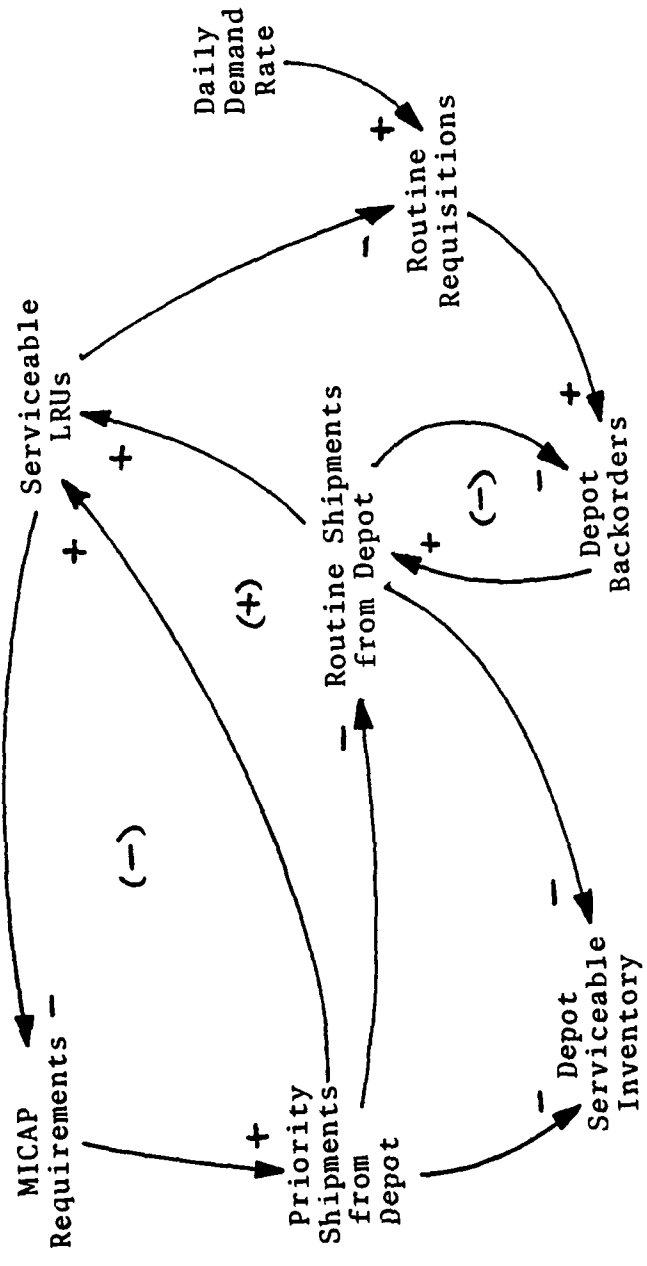 MICAP
Requirements
-
Serviceable
LRUs
+
+
(-)
(+)
Daily
Demand
Rate
+
-
Routine
Requisitions
+
Priority
Shipments
from
Depot
-
Routine Shipments
from Depot
+
-
(-)
+
Depot
Backorders
-
-
Depot
Serviceable
Inventory